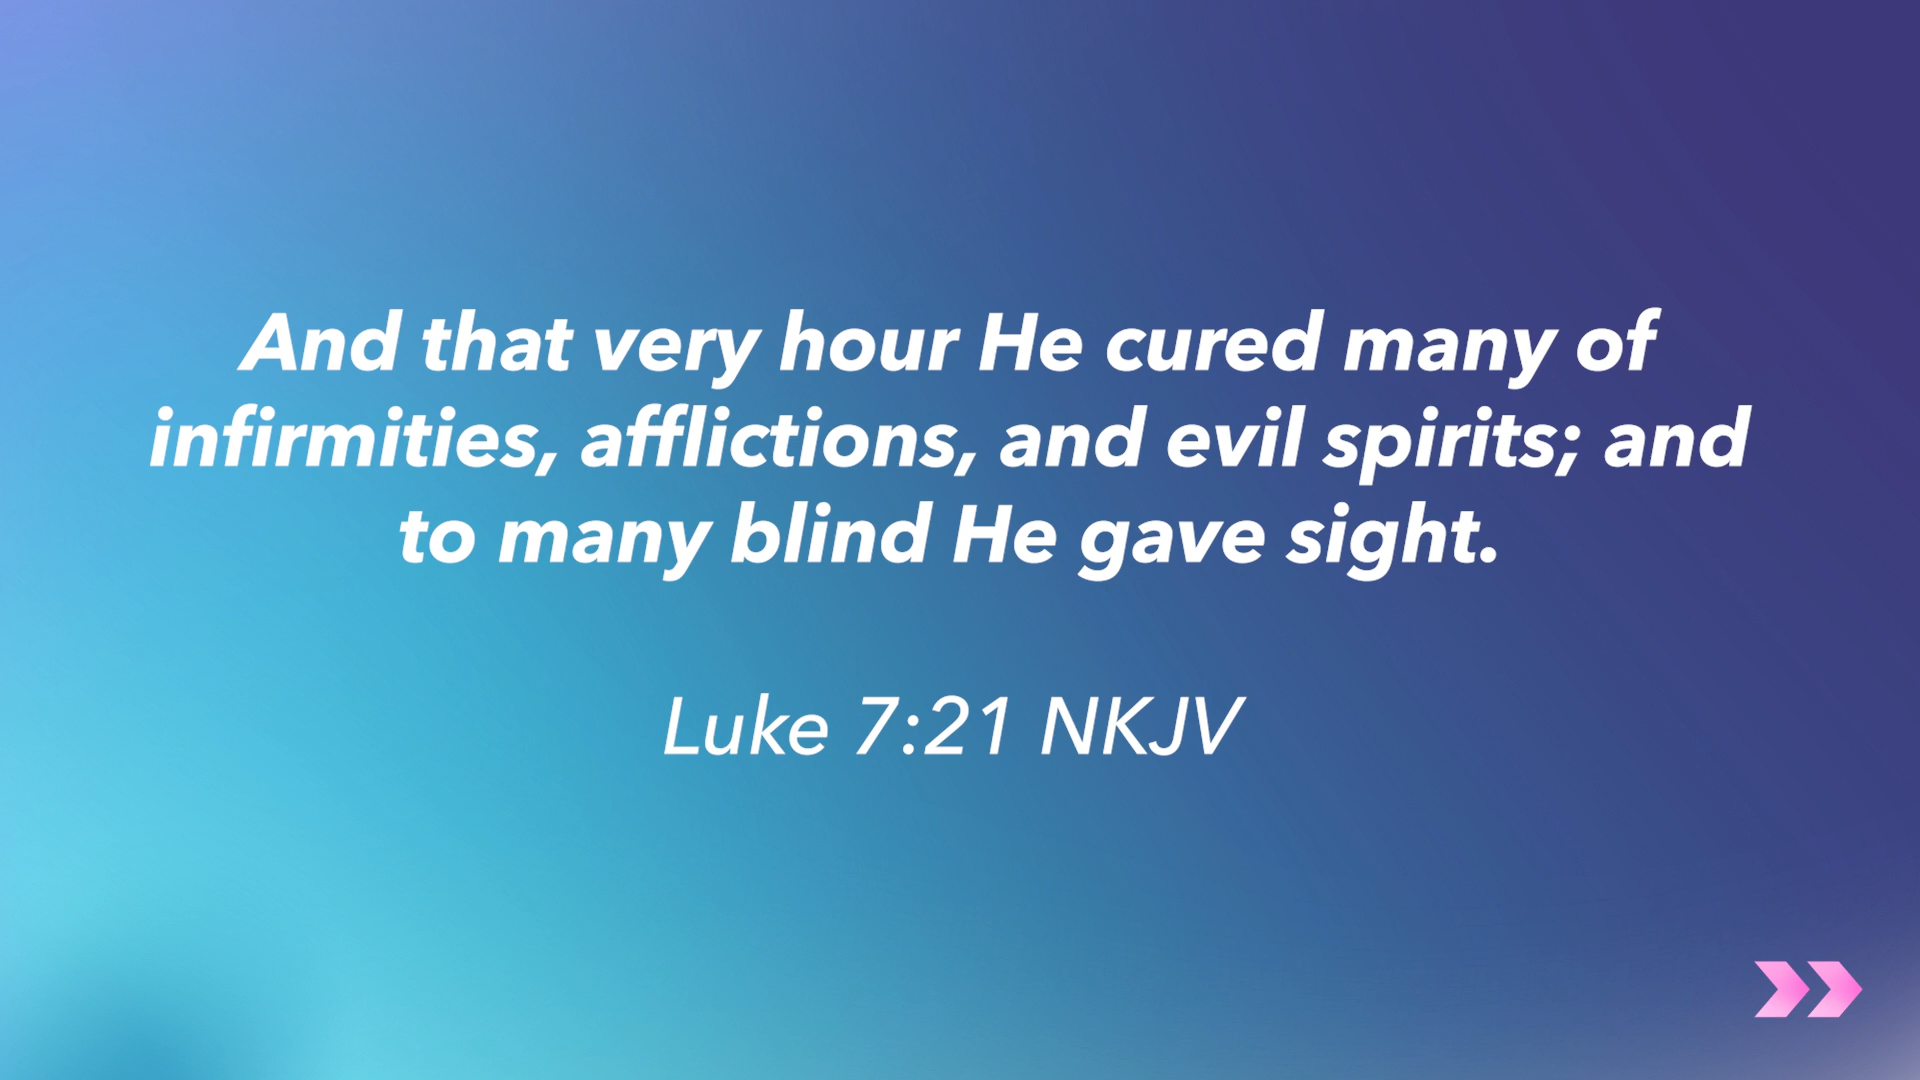 And that very hour He cured many of
infirmities, afflictions, and evil spirits; and
to many blind He gave sight.
Luke 7:21 NKJV